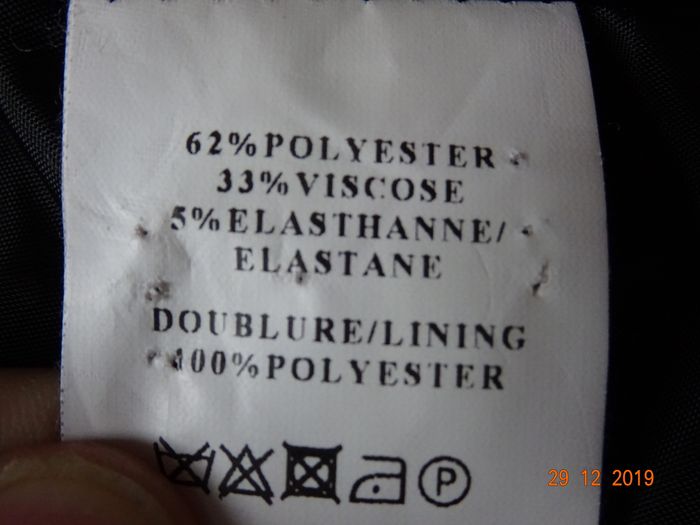 62% POLYESTER
33% VISCOSE
5% ELASTHANNE/
ELASTANE
DOUBLURE/LINING
100% POLYESTER
P
29 12 2019